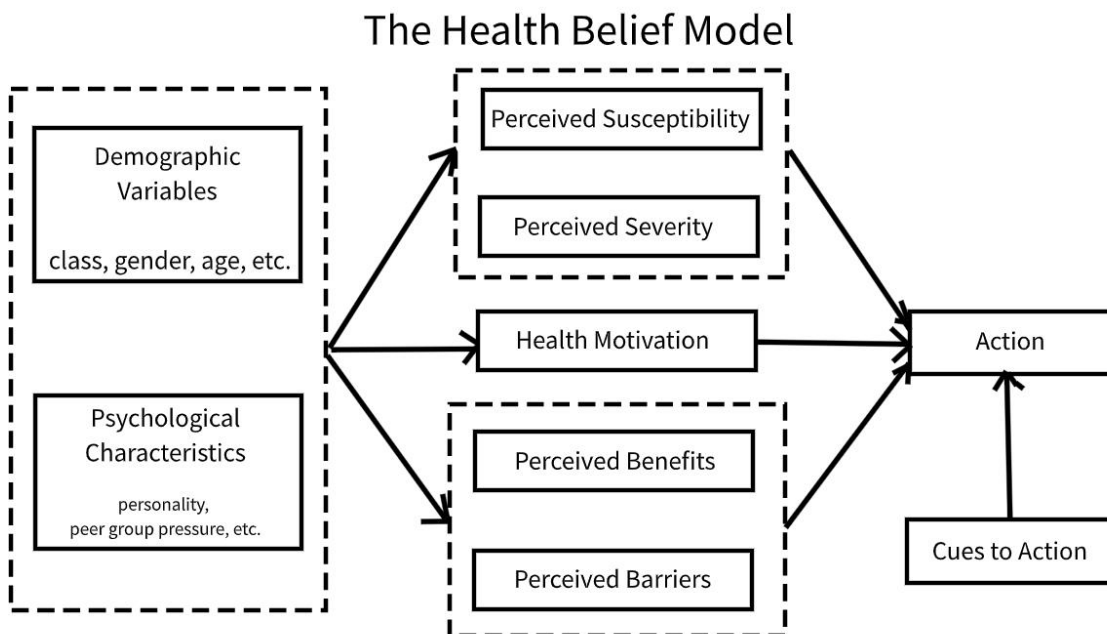 The Health Belief Model
Demographic
Variables
class, gender, age, etc.
Psychological
Characteristics
personality,
peer group pressure, etc.
Perceived Susceptibility
Perceived Severity
Health Motivation
Perceived Benefits
Perceived Barriers
Action
Cues to Action